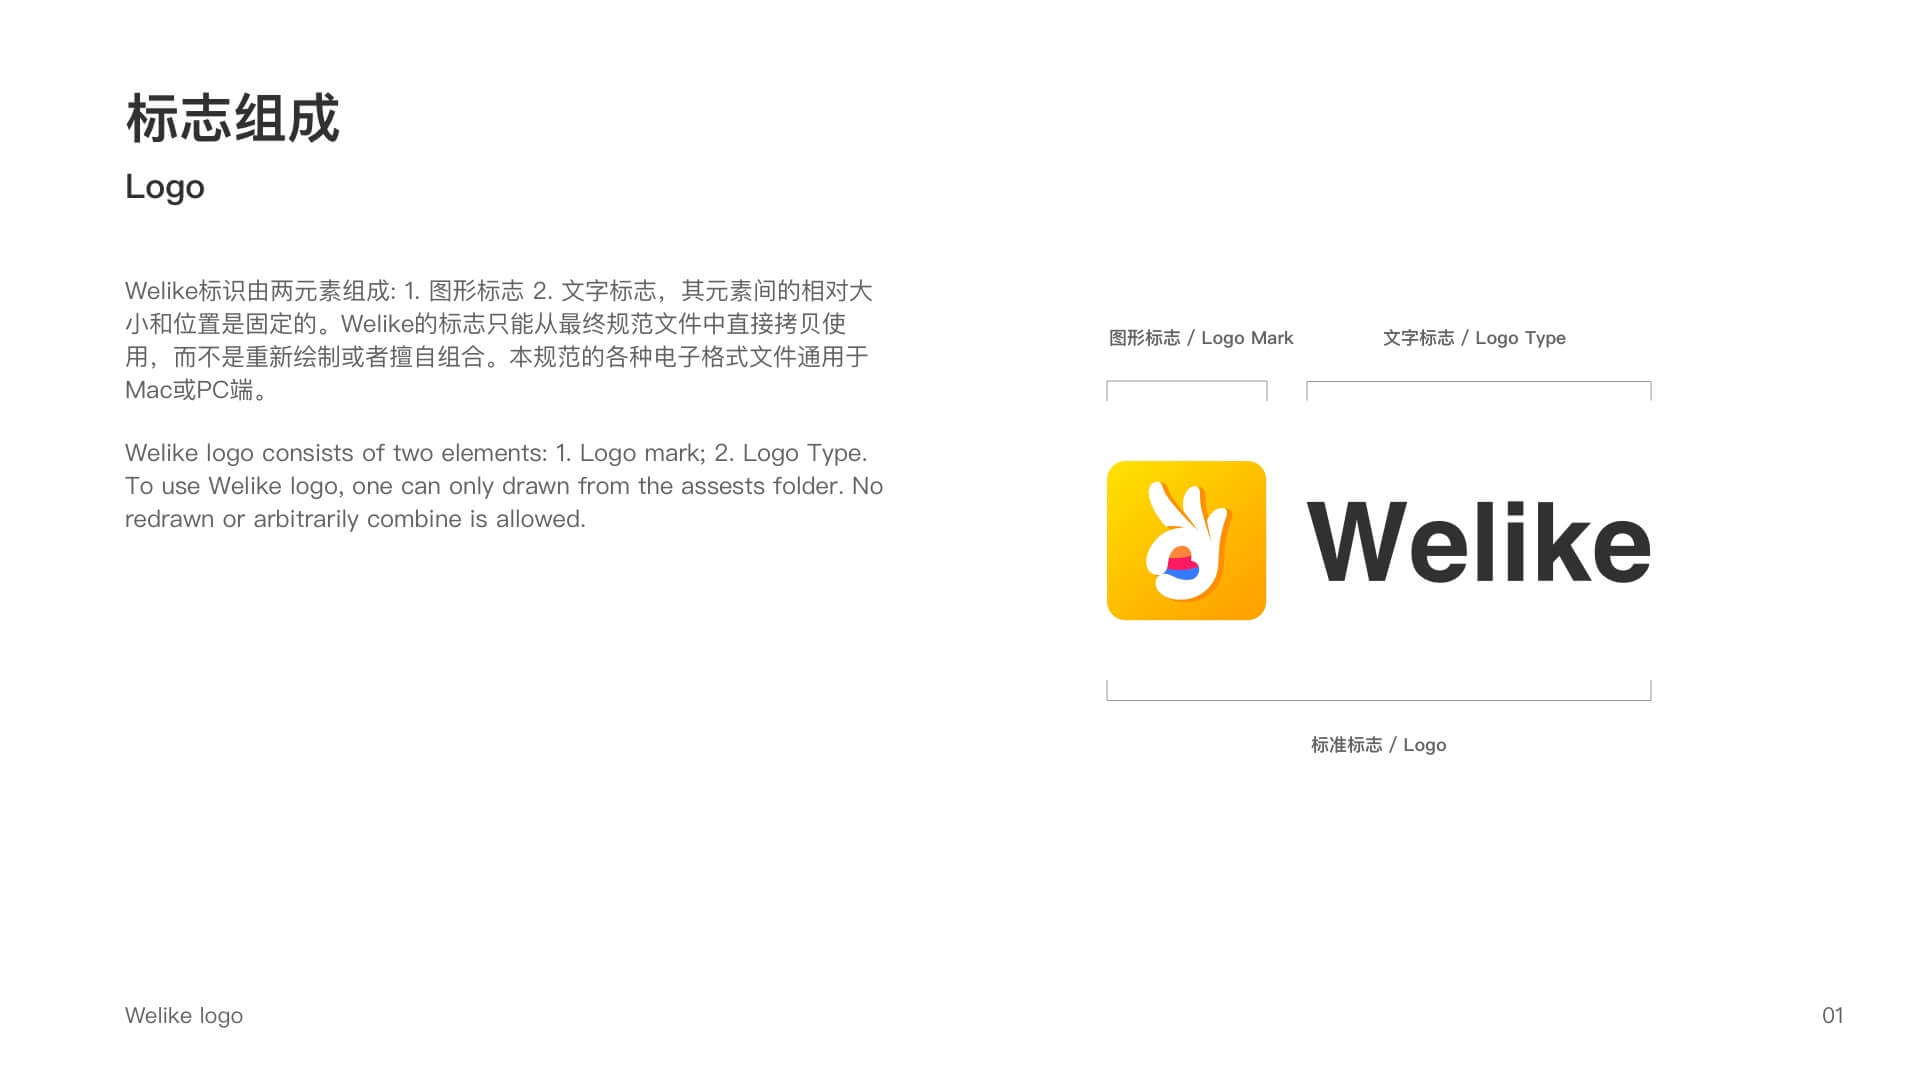 标志组成
Logo
Welike标识由两元素组成: 1. 图形标志 2. 文字标志，其元素间的相对大
小和位置是固定的。Welike的标志只能从最终规范文件中直接拷贝使
用，而不是重新绘制或者擅自组合。本规范的各种电子格式文件通用于
Mac或PC端。
Welike logo consists of two elements: 1. Logo mark; 2. Logo Type.
To use Welike logo, one can only drawn from the assests folder. No
redrawn or arbitrarily combine is allowed.
图形标志 / Logo Mark
文字标志 / Logo Type
Welike
标准标志 / Logo
Welike logo
01